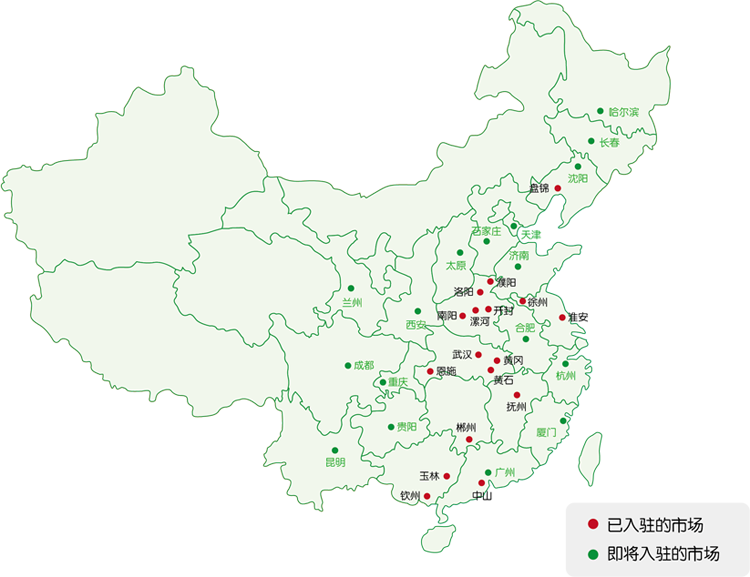 哈尔滨
长春
沈阳
盘锦
石家庄
天津
太原
济南
濮阳
洛阳
兰州
徐州
南阳
漯河
开封
淮安
西安
合肥
武汉
黄冈
成都
恩施
黄石
杭州
重庆
抚州
贵阳
郴州
厦门
昆明
玉林
广州
钦州
中山
已入驻的市场
即将入驻的市场